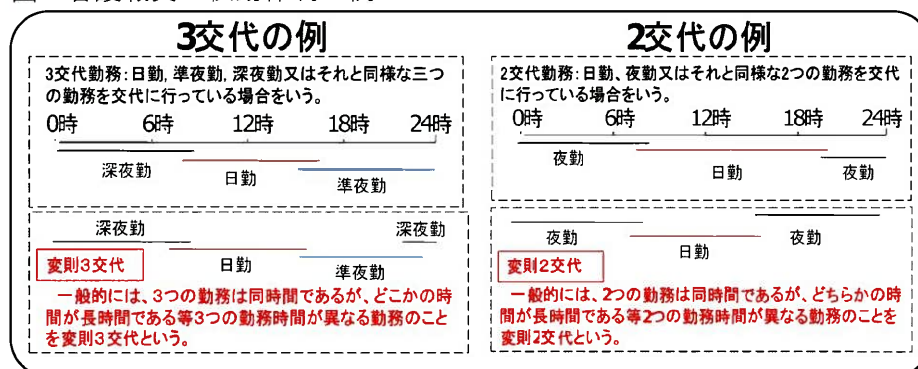 3交代の例
3交代勤務:日勤,準夜勤,深夜勤又はそれと同様な三つ
の勤務を交代に行っている場合をいう。
0時 6時 12時 18時 24時
深夜勤
日勤
準夜勤
深夜勤 深夜勤
変則3交代
日勤
準夜勤
一般的には、3つの勤務は同時間であるが、どこかの時
間が長時間である等3つの勤務時間が異なる勤務のこと
を変則3交代という。
2交代の例
2交代勤務:日勤、夜勤又はそれと同様な2つの勤務を交代
に行っている場合をいう。
0時 6時 12時 18時 24時
夜勤
日勤
夜勤
夜勤 夜勤
日勤
変則2交代
一般的には、2つの勤務は同時間であるが、どちらかの時
間が長時間である等2つの勤務時間が異なる勤務のことを
変則2交代という。